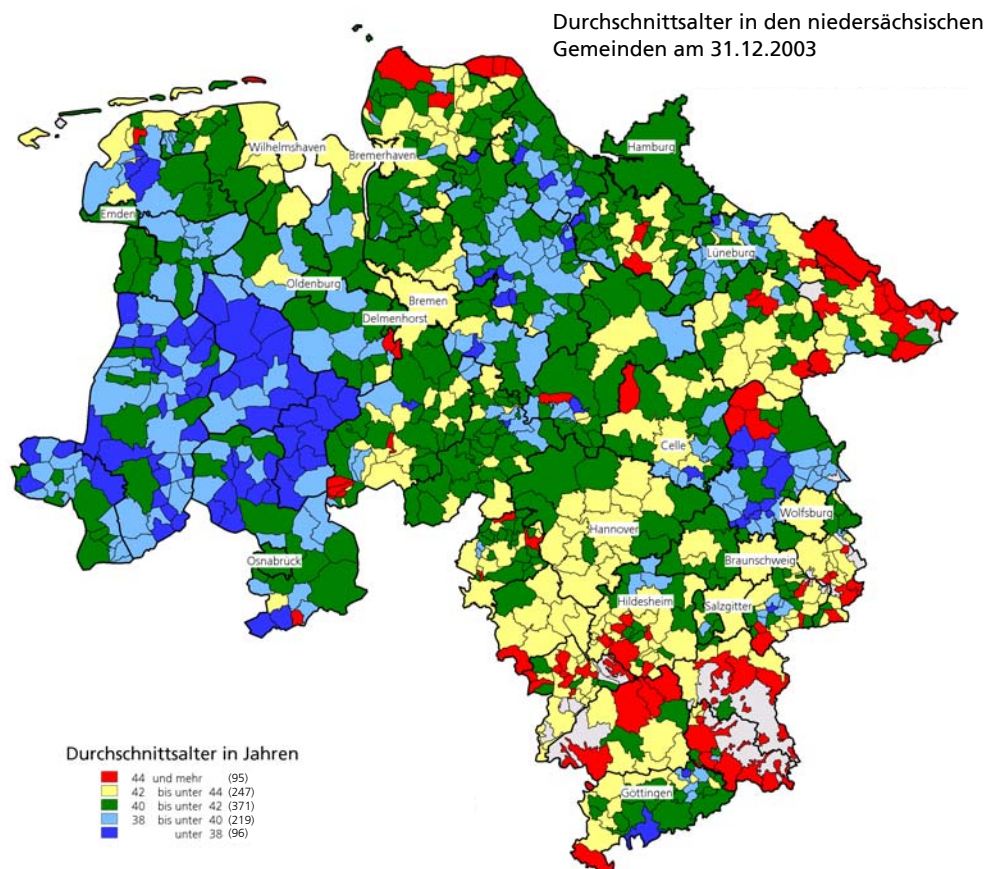 Durchschnittsalter in den niedersächsischen
Gemeinden am 31.12.2003
Hamburg
Wilhelmshaven
Bremerhaven
Emden
Lüneburg
Oldenburg
Bremen
Delmenhorst
Celle
Wolfsburg
Hannover
Braunschweig
Osnabrück
Hildesheim
Salzgitter
Göttingen
Durchschnittsalter in Jahren
44 und mehr (95)
42 bis unter 44 (247)
40 bis unter 42 (371)
38 bis unter 40 (219)
unter 38 (96)